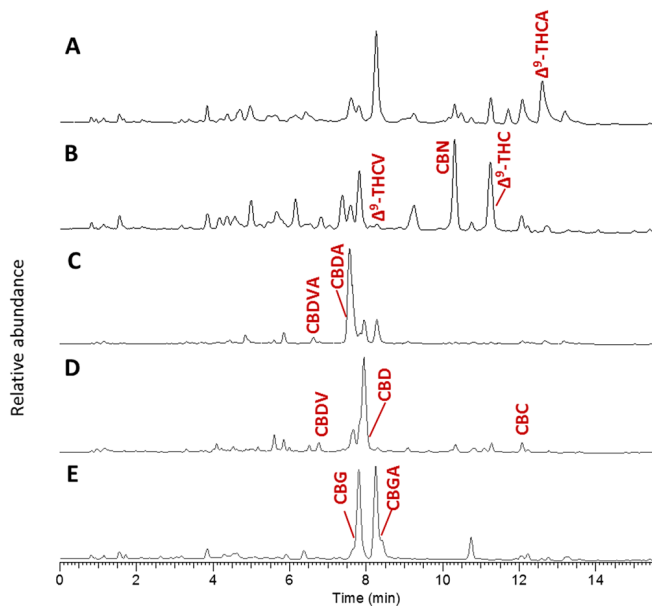 A
Δ⁹-THCA
B
Δ⁹-THCV
CBN
Δ⁹-THC
C
CBDVA
CBDA
D
CBDV
CBD
CBC
E
CBG
CBGA
Relative abundance
0 2 4 6 8 10 12 14
Time (min)